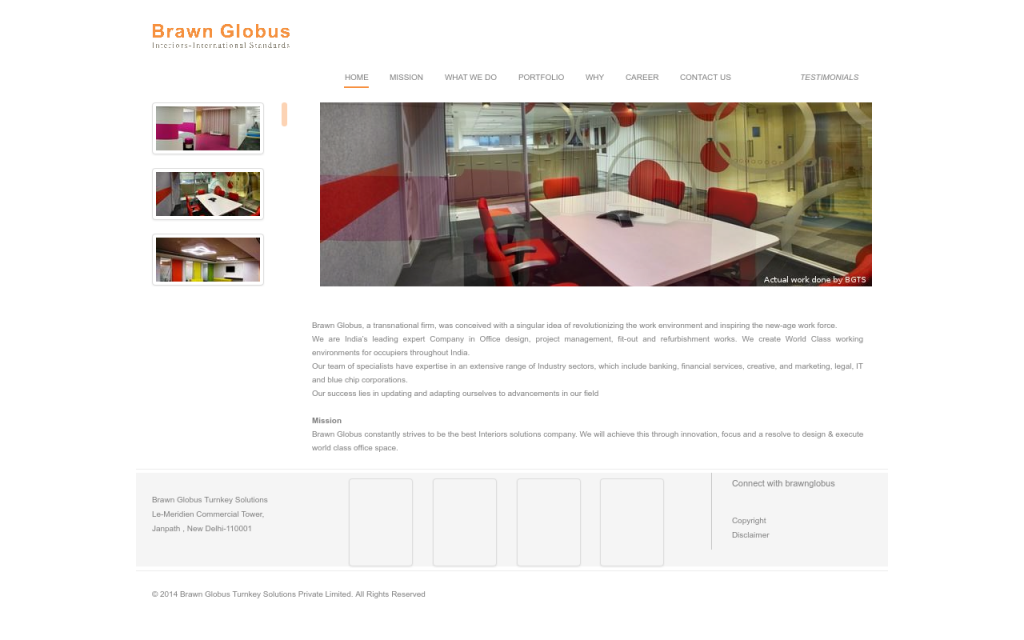 Brawn Globus
Interiors-International Standards
HOME MISSION WHAT WE DO PORTFOLIO WHY CAREER CONTACT US TESTIMONIALS
Actual work done by BGTS
Brawn Globus, a transnational firm, was conceived with a singular idea of revolutionizing the work environment and inspiring the new-age work force.
We are India's leading expert Company in Office design, project management, fit-out and refurbishment works. We create World Class working
environments for occupiers throughout India.
Our team of specialists have expertise in an extensive range of Industry sectors, which include banking, financial services, creative, and marketing, legal, IT
and blue chip corporations.
Our success lies in updating and adapting ourselves to advancements in our field
Mission
Brawn Globus constantly strives to be the best Interiors solutions company, We will achieve this through innovation, focus and a resolve to design & execute
world class office space.
Brawn Globus Turnkey Solutions
Le-Meridien Commercial Tower,
Janpath , New Delhi-110001
Connect with brawnglobus
Copyright
Disclaimer
© 2014 Brawn Globus Turnkey Solutions Private Limited. All Rights Reserved